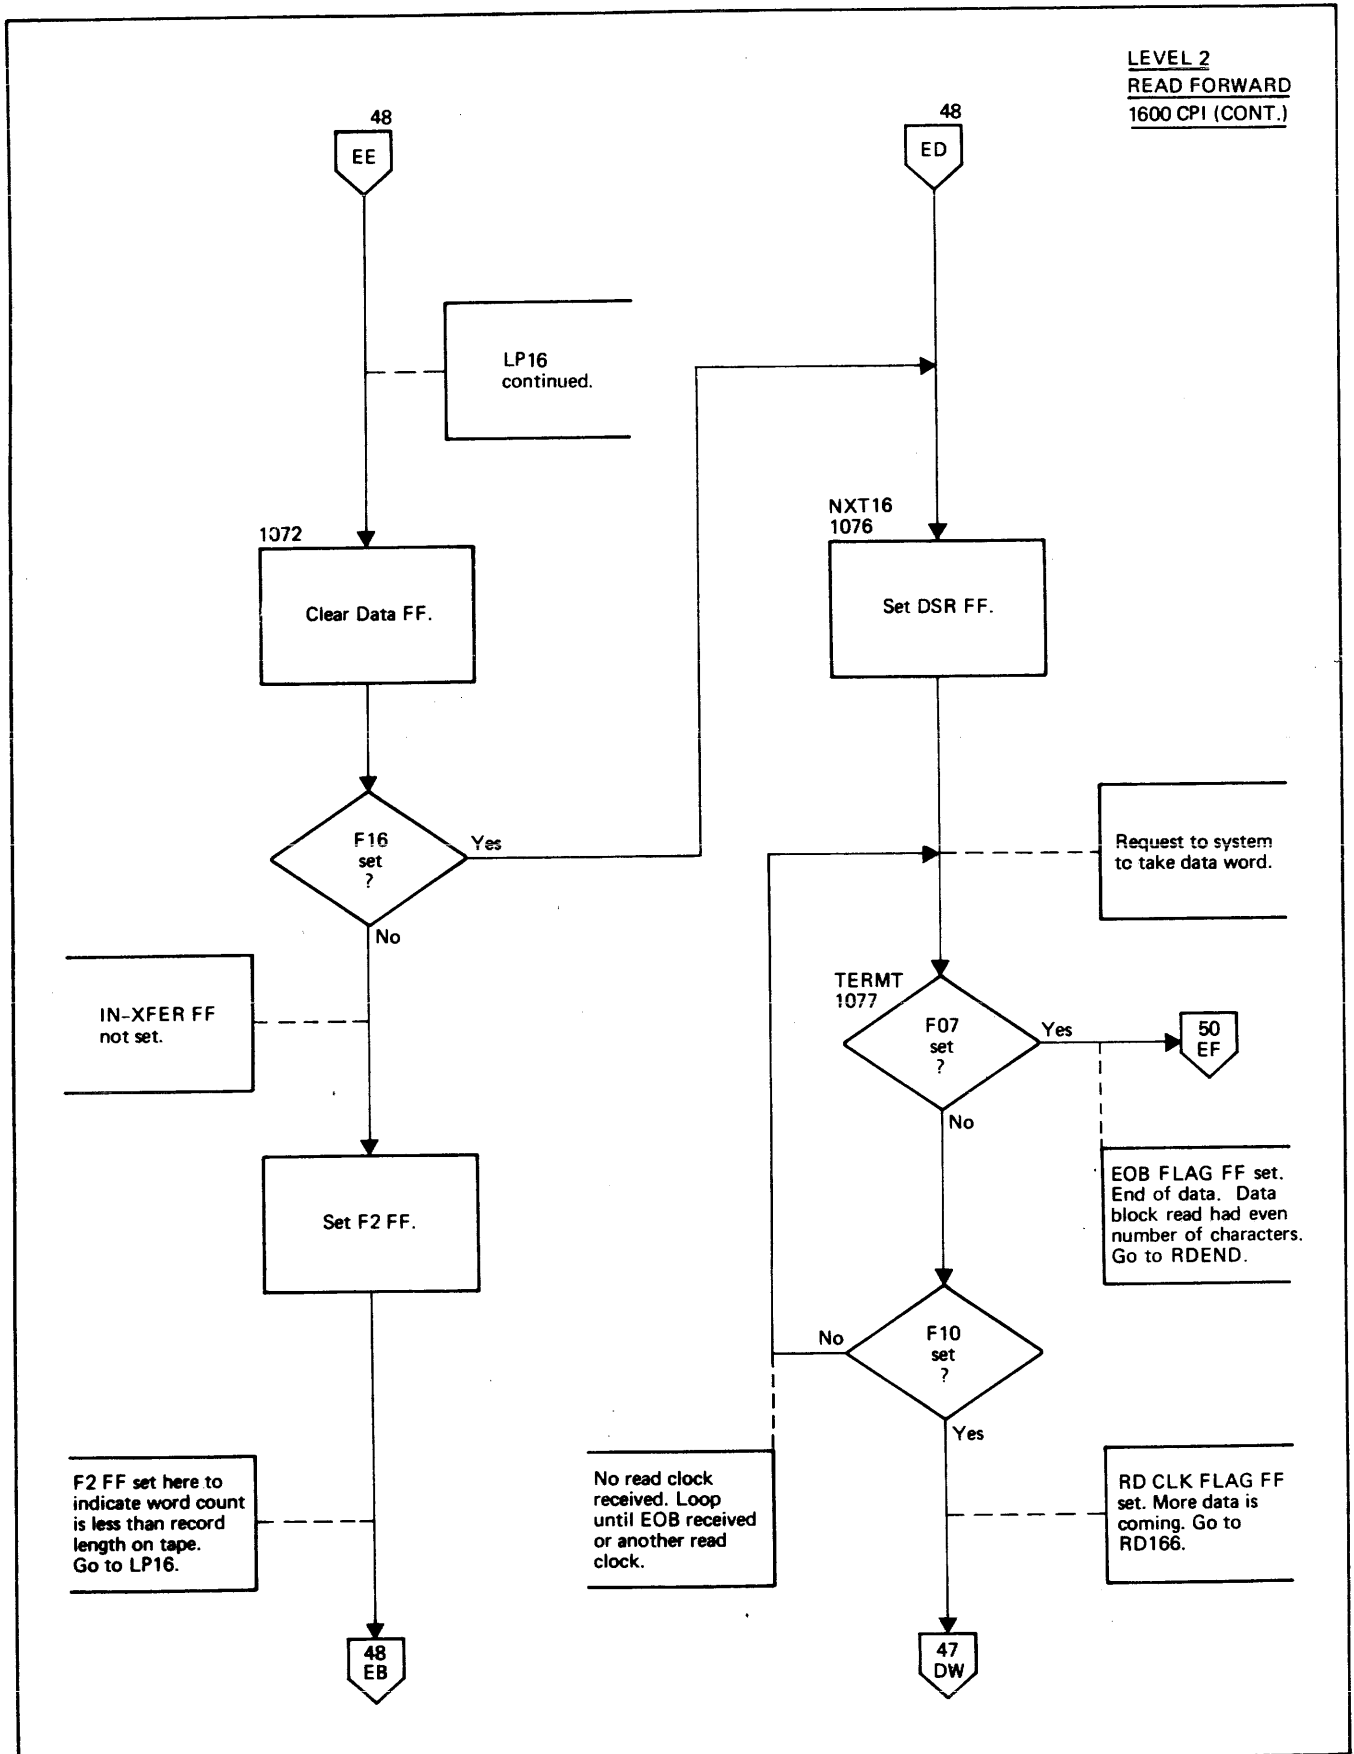 LEVEL 2
READ FORWARD
1600 CPI (CONT.)
48
EE
48
ED
LP16
continued.
1072
Clear Data FF.
NXT16
1076
Set DSR FF.
F16
set
?
Yes
No
Request to system
to take data word.
IN-XFER FF
not set.
TERMT
1077
F07
set
?
Yes
No
50
EF
EOB FLAG FF set.
End of data. Data
block read had even
number of characters.
Go to RDEND.
Set F2 FF.
F10
set
?
No
Yes
F2 FF set here to
indicate word count
is less than record
length on tape.
Go to LP16.
No read clock
received. Loop
until EOB received
or another read
clock.
RD CLK FLAG FF
set. More data is
coming. Go to
RD166.
48
EB
47
DW